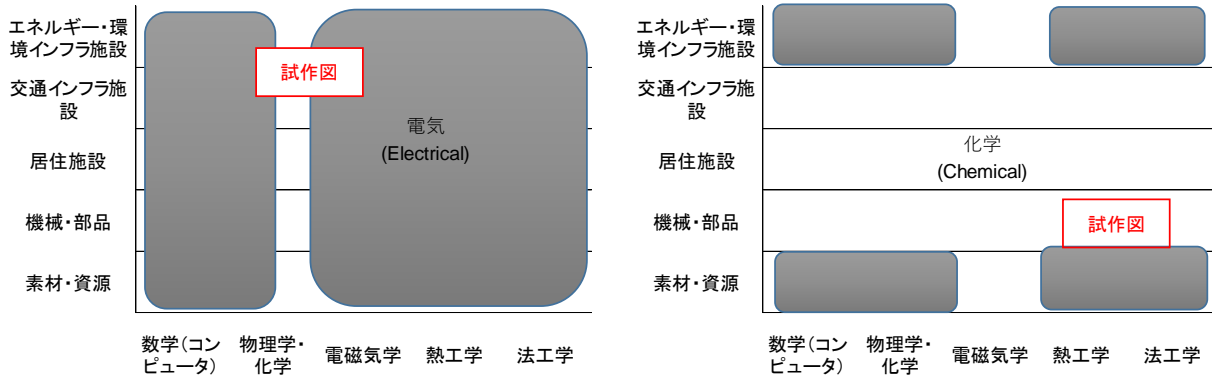 エネルギー・環
境インフラ施設
試作図
交通インフラ施
設
電気
(Electrical)
居住施設
機械・部品
素材・資源
数学(コン
ピュータ)
物理学・
化学
電磁気学
熱工学
法工学
エネルギー・環
境インフラ施設
交通インフラ施
設
化学
(Chemical)
居住施設
機械・部品
試作図
素材・資源
数学(コン
ピュータ)
物理学・
化学
電磁気学
熱工学
法工学